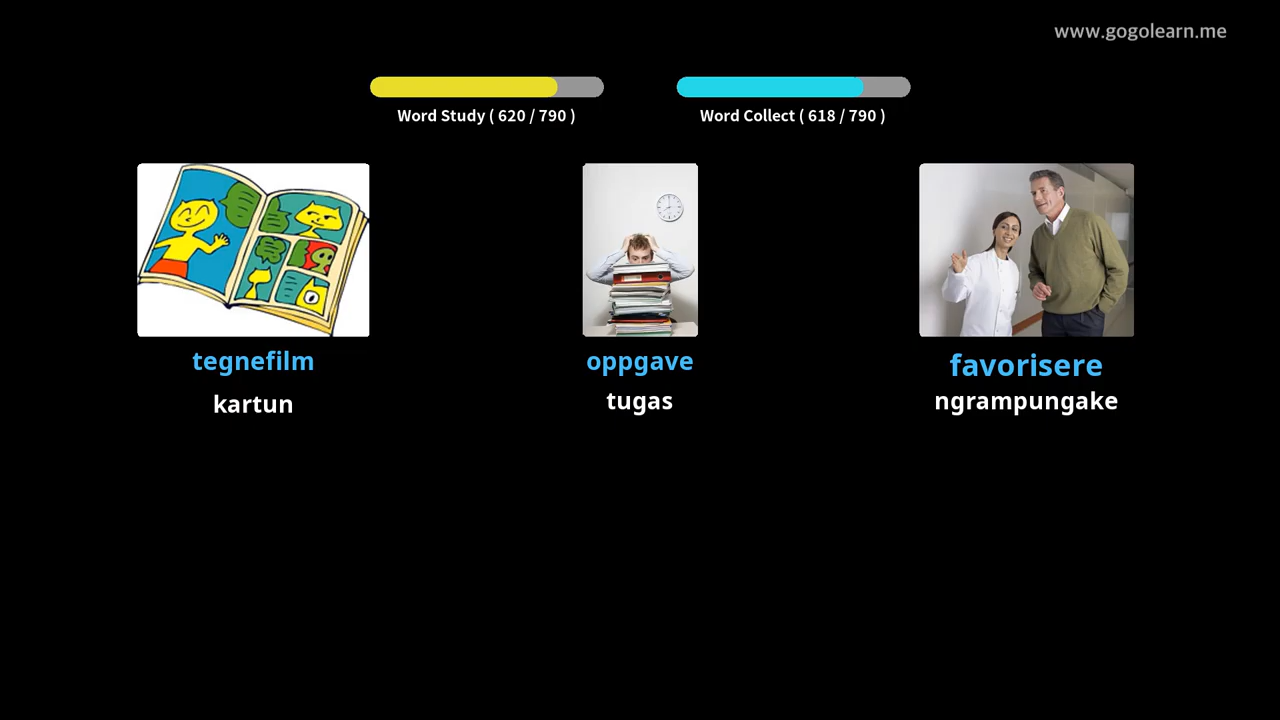 www.gogolearn.me
Word Study ( 620 / 790 )
Word Collect ( 618 / 790 )
tegnefilm
oppgave
favorisere
kartun
tugas
ngrampungake